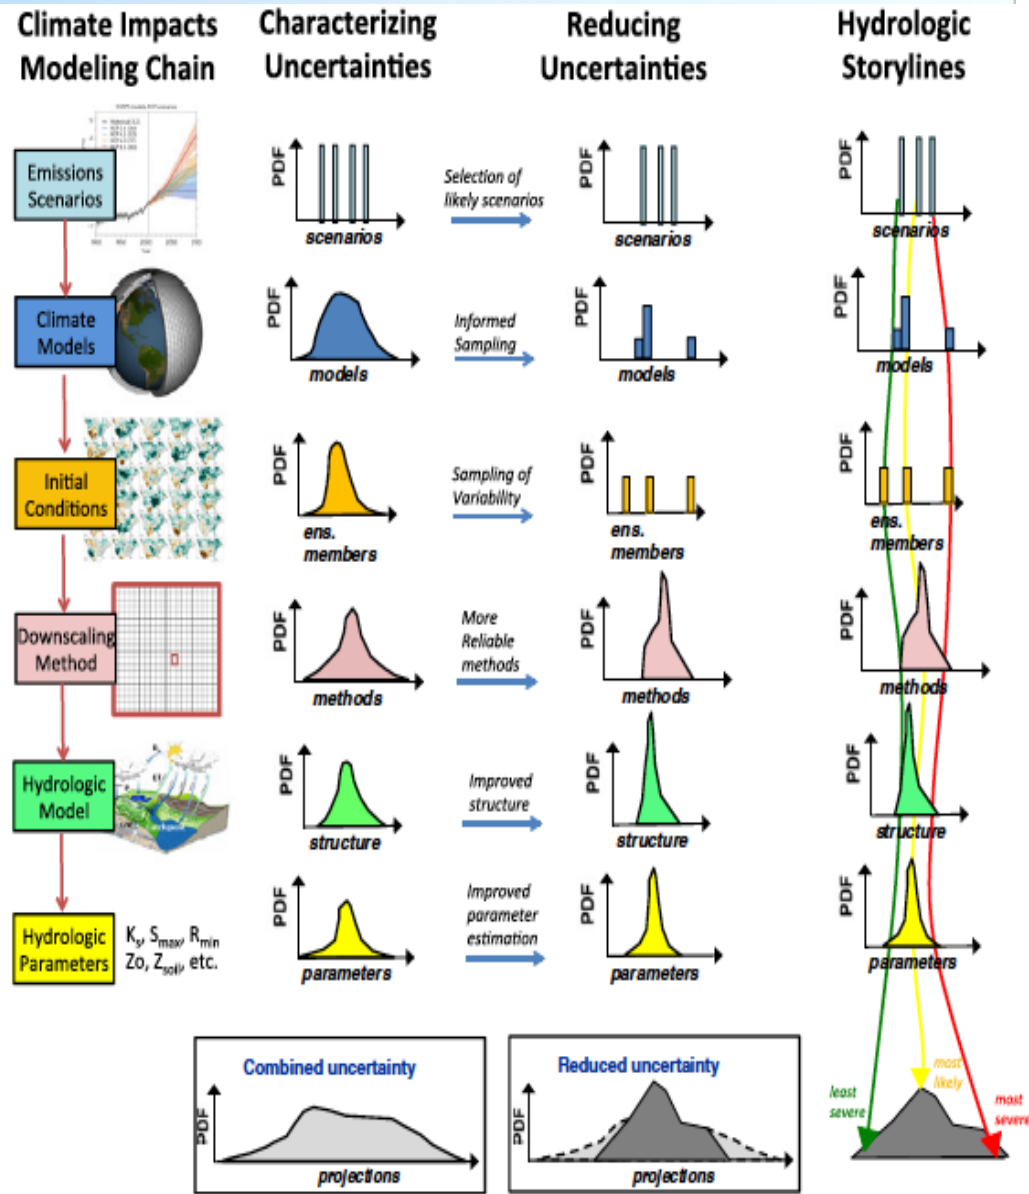 Climate Impacts
Modeling Chain
Characterizing
Uncertainties
Reducing
Uncertainties
Hydrologic
Storylines
Emissions
Scenarios
PDF
scenarios
Selection of
likely scenarios
PDF
scenarios
PDF
scenarios
Climate
Models
PDF
models
Informed
Sampling
PDF
models
PDF
models
Initial
Conditions
PDF
ens.
members
Sampling of
Variability
PDF
ens.
members
PDF
ens.
members
Downscaling
Method
PDF
methods
More
Reliable
methods
PDF
methods
PDF
methods
Hydrologic
Model
PDF
structure
Improved
structure
PDF
structure
PDF
structure
Hydrologic
Parameters
Ks, Smax, Rmin
Zo, Zsoil, etc.
PDF
parameters
Improved
parameter
estimation
PDF
parameters
PDF
parameters
Combined uncertainty
PDF
projections
Reduced uncertainty
PDF
projections
least
severe
most
likely
most
severe